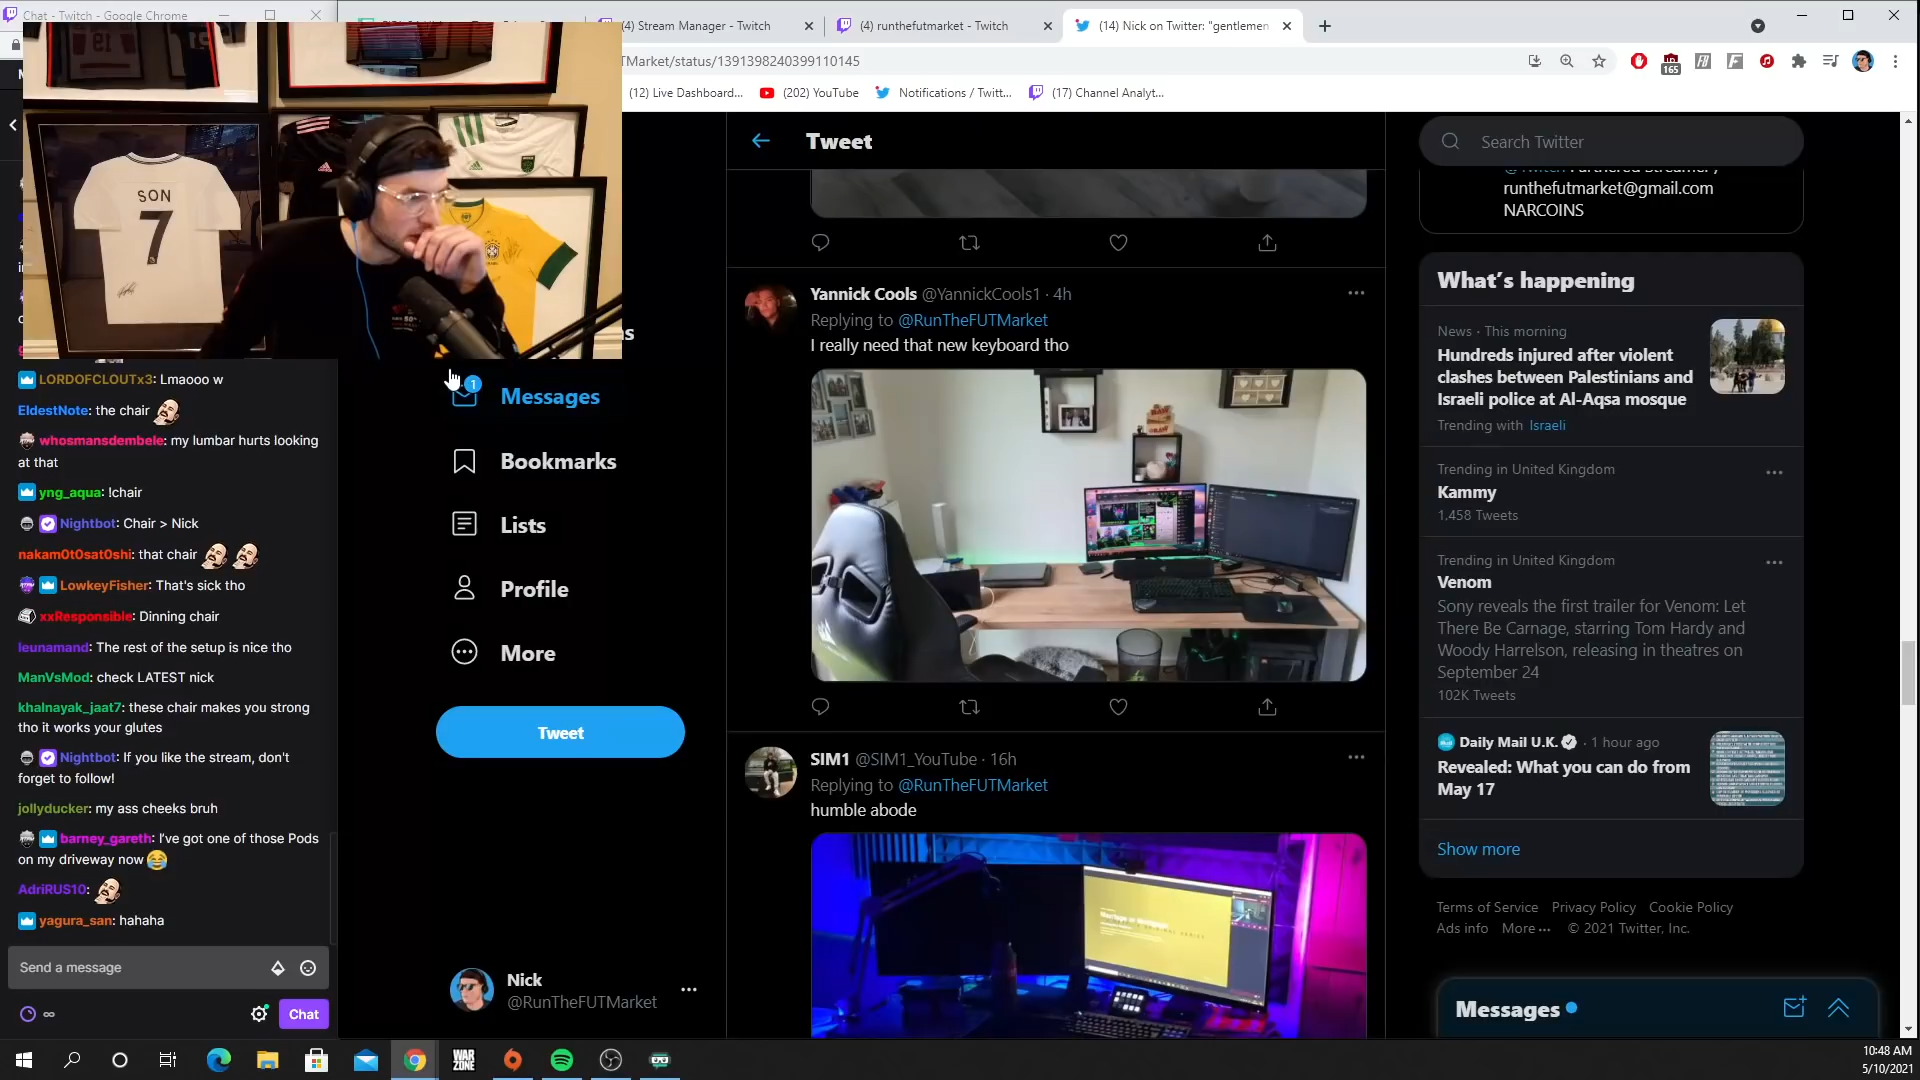 Chat - Twitch - Google Chrome
(4) Stream Manager - Twitch
(4) runthefutmarket - Twitch
(14) Nick on Twitter: "gentlemen
TMarket/status/1391398240399110145
165
(12) Live Dashboard...
(202) YouTube
Notifications / Twitt...
(17) Channel Analyt...
19
SON
7
LORDOFCLOUTx3: Lmaooo w
EldestNote: the chair
whosmansdembele: my lumbar hurts looking
at that
yng_aqua: !chair
Nightbot: Chair > Nick
nakam0t0sat0shi: that chair
LowkeyFisher: That's sick tho
xxResponsible: Dinning chair
leunamand: The rest of the setup is nice tho
ManVsMod: check LATEST nick
khalnayak_jaat7: these chair makes you strong
tho it works your glutes
Nightbot: If you like the stream, don't
forget to follow!
jollyducker: my ass cheeks bruh
barney_gareth: I've got one of those Pods
on my driveway now
AdriRUS10:
yagura_san: hahaha
Send a message
Chat
1
Messages
Bookmarks
Lists
Profile
More
Tweet
Nick
@RunTheFUTMarket
Tweet
Yannick Cools @YannickCools1 · 4h
Replying to @RunTheFUTMarket
I really need that new keyboard tho
SIM1 @SIM1_YouTube · 16h
Replying to @RunTheFUTMarket
humble abode
Search Twitter
runthefutmarket@gmail.com
NARCOINS
What's happening
News · This morning
Hundreds injured after violent
clashes between Palestinians and
Israeli police at Al-Aqsa mosque
Trending with Israeli
Trending in United Kingdom
Kammy
1,458 Tweets
Trending in United Kingdom
Venom
Sony reveals the first trailer for Venom: Let
There Be Carnage, starring Tom Hardy and
Woody Harrelson, releasing in theatres on
September 24
102K Tweets
Daily Mail U.K. · 1 hour ago
Revealed: What you can do from
May 17
Show more
Terms of Service Privacy Policy Cookie Policy
Ads info More ··· © 2021 Twitter, Inc.
Messages
WAR
ZONE
10:48 AM
5/10/2021